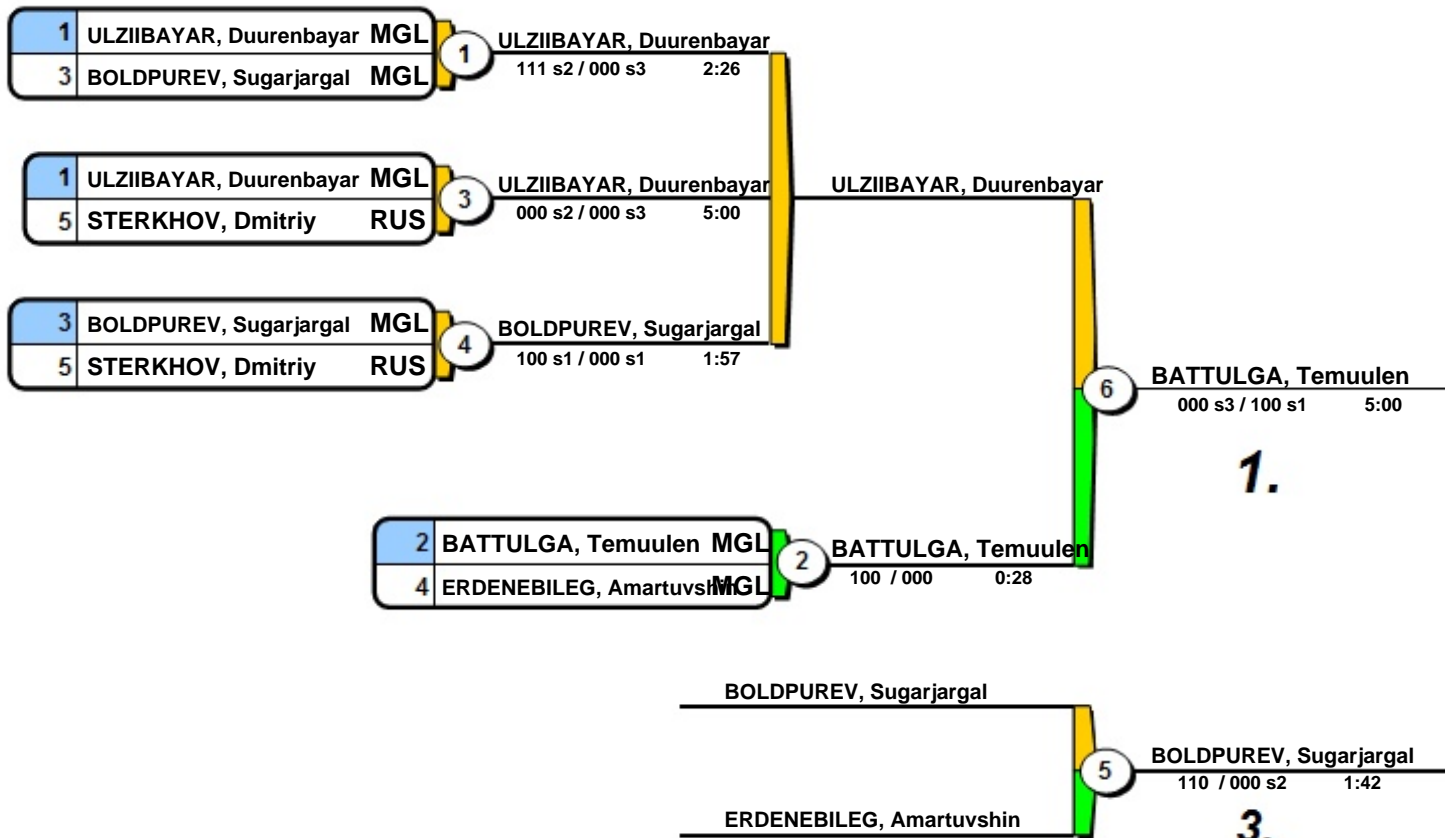 1 ULZIIBAYAR, Duurenbayar MGL
3 BOLDPUREV, Sugarjargal MGL
1
ULZIIBAYAR, Duurenbayar
111 s2 / 000 s3 2:26
1 ULZIIBAYAR, Duurenbayar MGL
5 STERKHOV, Dmitriy RUS
3
ULZIIBAYAR, Duurenbayar
000 s2 / 000 s3 5:00
ULZIIBAYAR, Duurenbayar
3 BOLDPUREV, Sugarjargal MGL
5 STERKHOV, Dmitriy RUS
4
BOLDPUREV, Sugarjargal
100 s1 / 000 s1 1:57
6
BATTULGA, Temuulen
000 s3 / 100 s1 5:00
1.
2 BATTULGA, Temuulen MGL
4 ERDENEBILEG, Amartuvshin MGL
2
BATTULGA, Temuulen
100 / 000 0:28
BOLDPUREV, Sugarjargal
ERDENEBILEG, Amartuvshin
5
BOLDPUREV, Sugarjargal
110 / 000 s2 1:42
3.